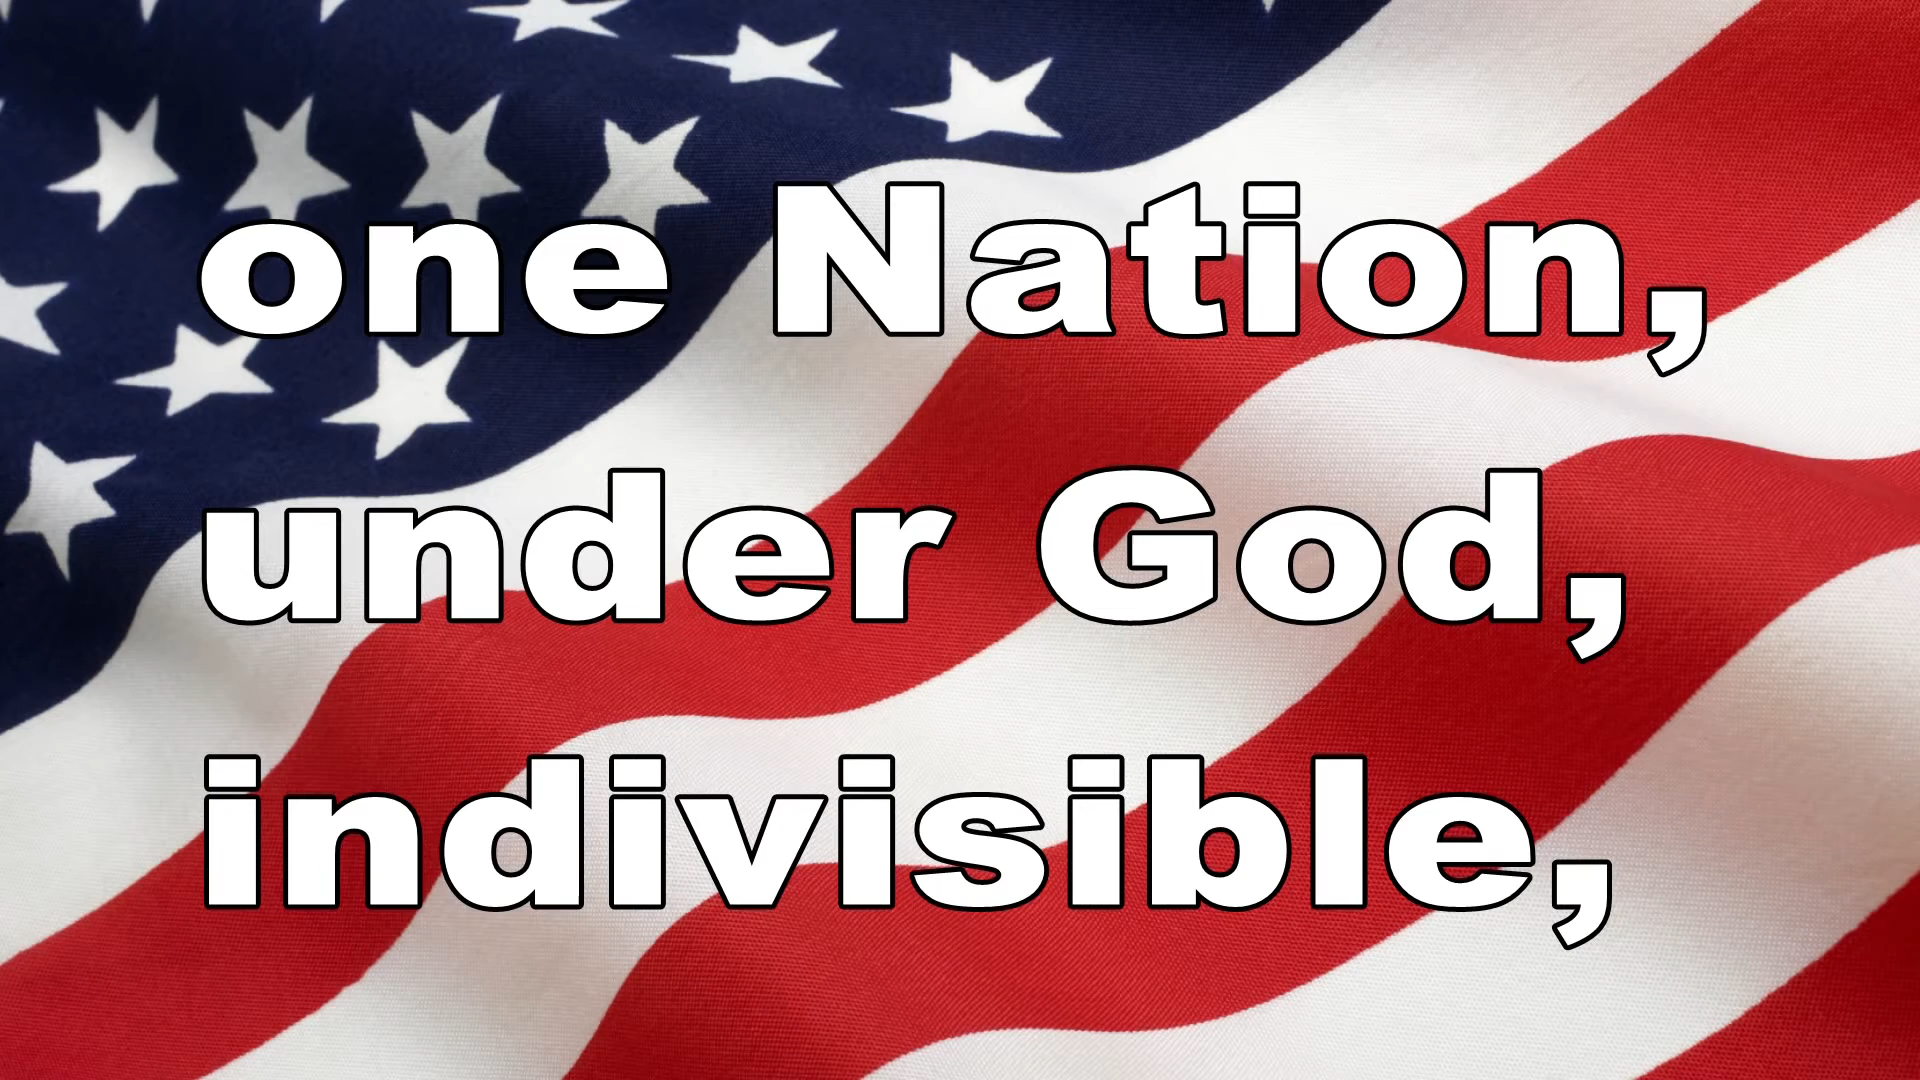 one Nation,
under God,
indivisible,